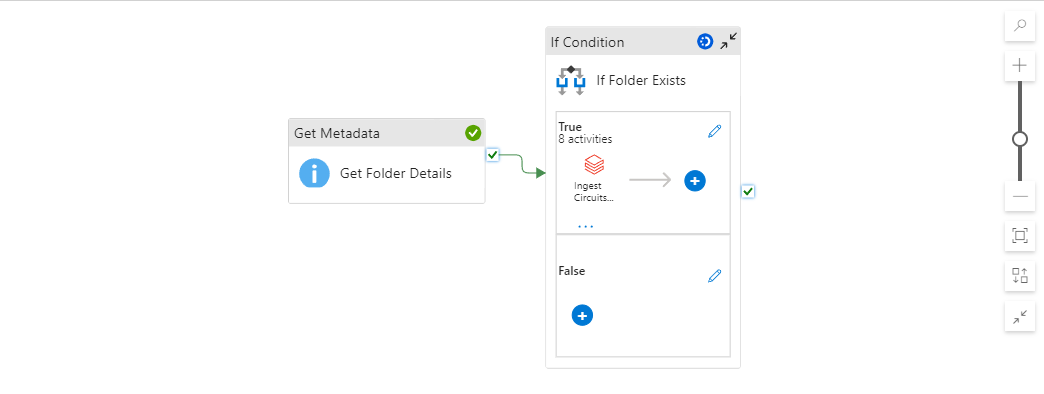 Get Metadata
Get Folder Details
If Condition
If Folder Exists
True
8 activities
Ingest
Circuits...
...
False